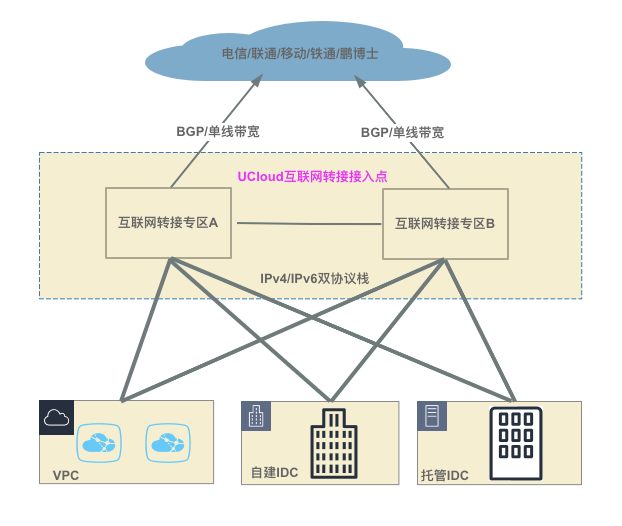 电信/联通/移动/铁通/鹏博士
BGP/单线带宽
BGP/单线带宽
UCloud互联网转接接入点
互联网转接专区A
互联网转接专区B
IPv4/IPv6双协议栈
VPC
自建IDC
托管IDC